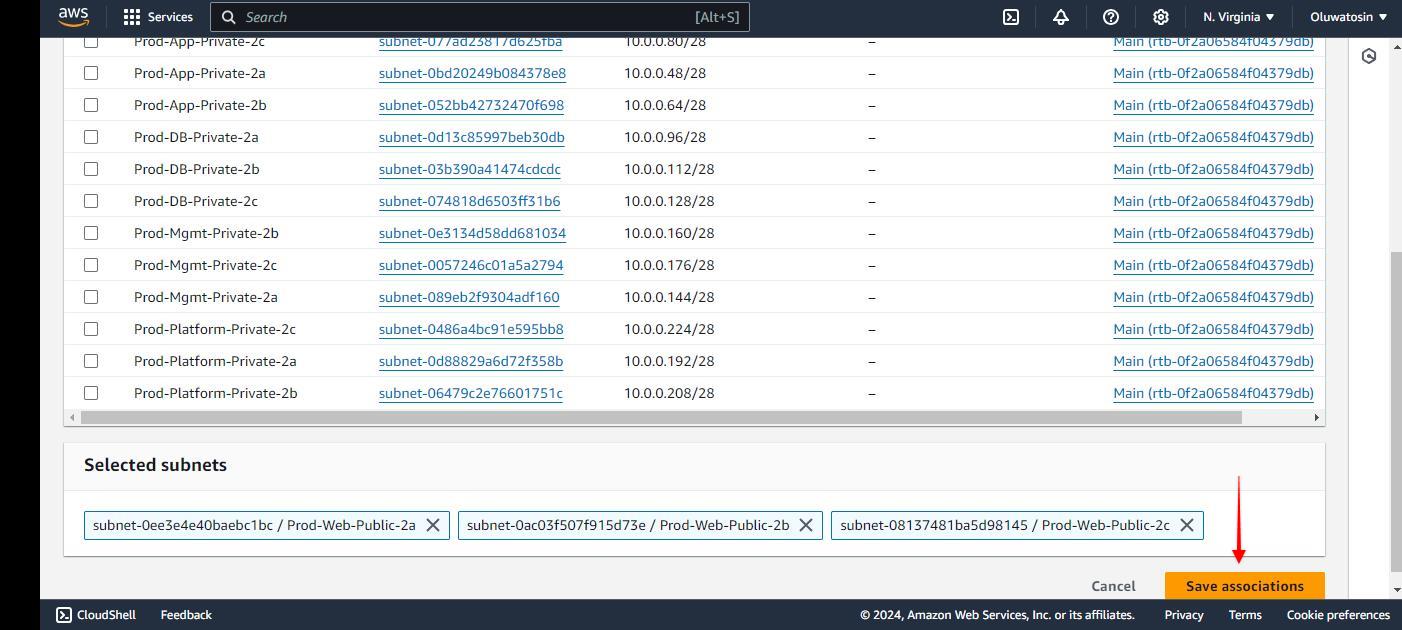 aws Services Search [Alt+S] N. Virginia Oluwatosin
Prod-App-Private-2c subnet-077ad23817d625fba 10.0.0.80/28 – Main (rtb-0f2a06584f04379db)
Prod-App-Private-2a subnet-0bd20249b084378e8 10.0.0.48/28 – Main (rtb-0f2a06584f04379db)
Prod-App-Private-2b subnet-052bb42732470f698 10.0.0.64/28 – Main (rtb-0f2a06584f04379db)
Prod-DB-Private-2a subnet-0d13c85997beb30db 10.0.0.96/28 – Main (rtb-0f2a06584f04379db)
Prod-DB-Private-2b subnet-03b390a41474cdcdc 10.0.0.112/28 – Main (rtb-0f2a06584f04379db)
Prod-DB-Private-2c subnet-074818d6503ff31b6 10.0.0.128/28 – Main (rtb-0f2a06584f04379db)
Prod-Mgmt-Private-2b subnet-0e3134d58dd681034 10.0.0.160/28 – Main (rtb-0f2a06584f04379db)
Prod-Mgmt-Private-2c subnet-0057246c01a5a2794 10.0.0.176/28 – Main (rtb-0f2a06584f04379db)
Prod-Mgmt-Private-2a subnet-089eb2f9304adf160 10.0.0.144/28 – Main (rtb-0f2a06584f04379db)
Prod-Platform-Private-2c subnet-0486a4bc91e595bb8 10.0.0.224/28 – Main (rtb-0f2a06584f04379db)
Prod-Platform-Private-2a subnet-0d88829a6d72f358b 10.0.0.192/28 – Main (rtb-0f2a06584f04379db)
Prod-Platform-Private-2b subnet-06479c2e76601751c 10.0.0.208/28 – Main (rtb-0f2a06584f04379db)
Selected subnets
subnet-0ee3e4e40baebc1bc / Prod-Web-Public-2a subnet-0ac03f507f915d73e / Prod-Web-Public-2b subnet-08137481ba5d98145 / Prod-Web-Public-2c
Cancel Save associations
CloudShell Feedback © 2024, Amazon Web Services, Inc. or its affiliates. Privacy Terms Cookie preferences